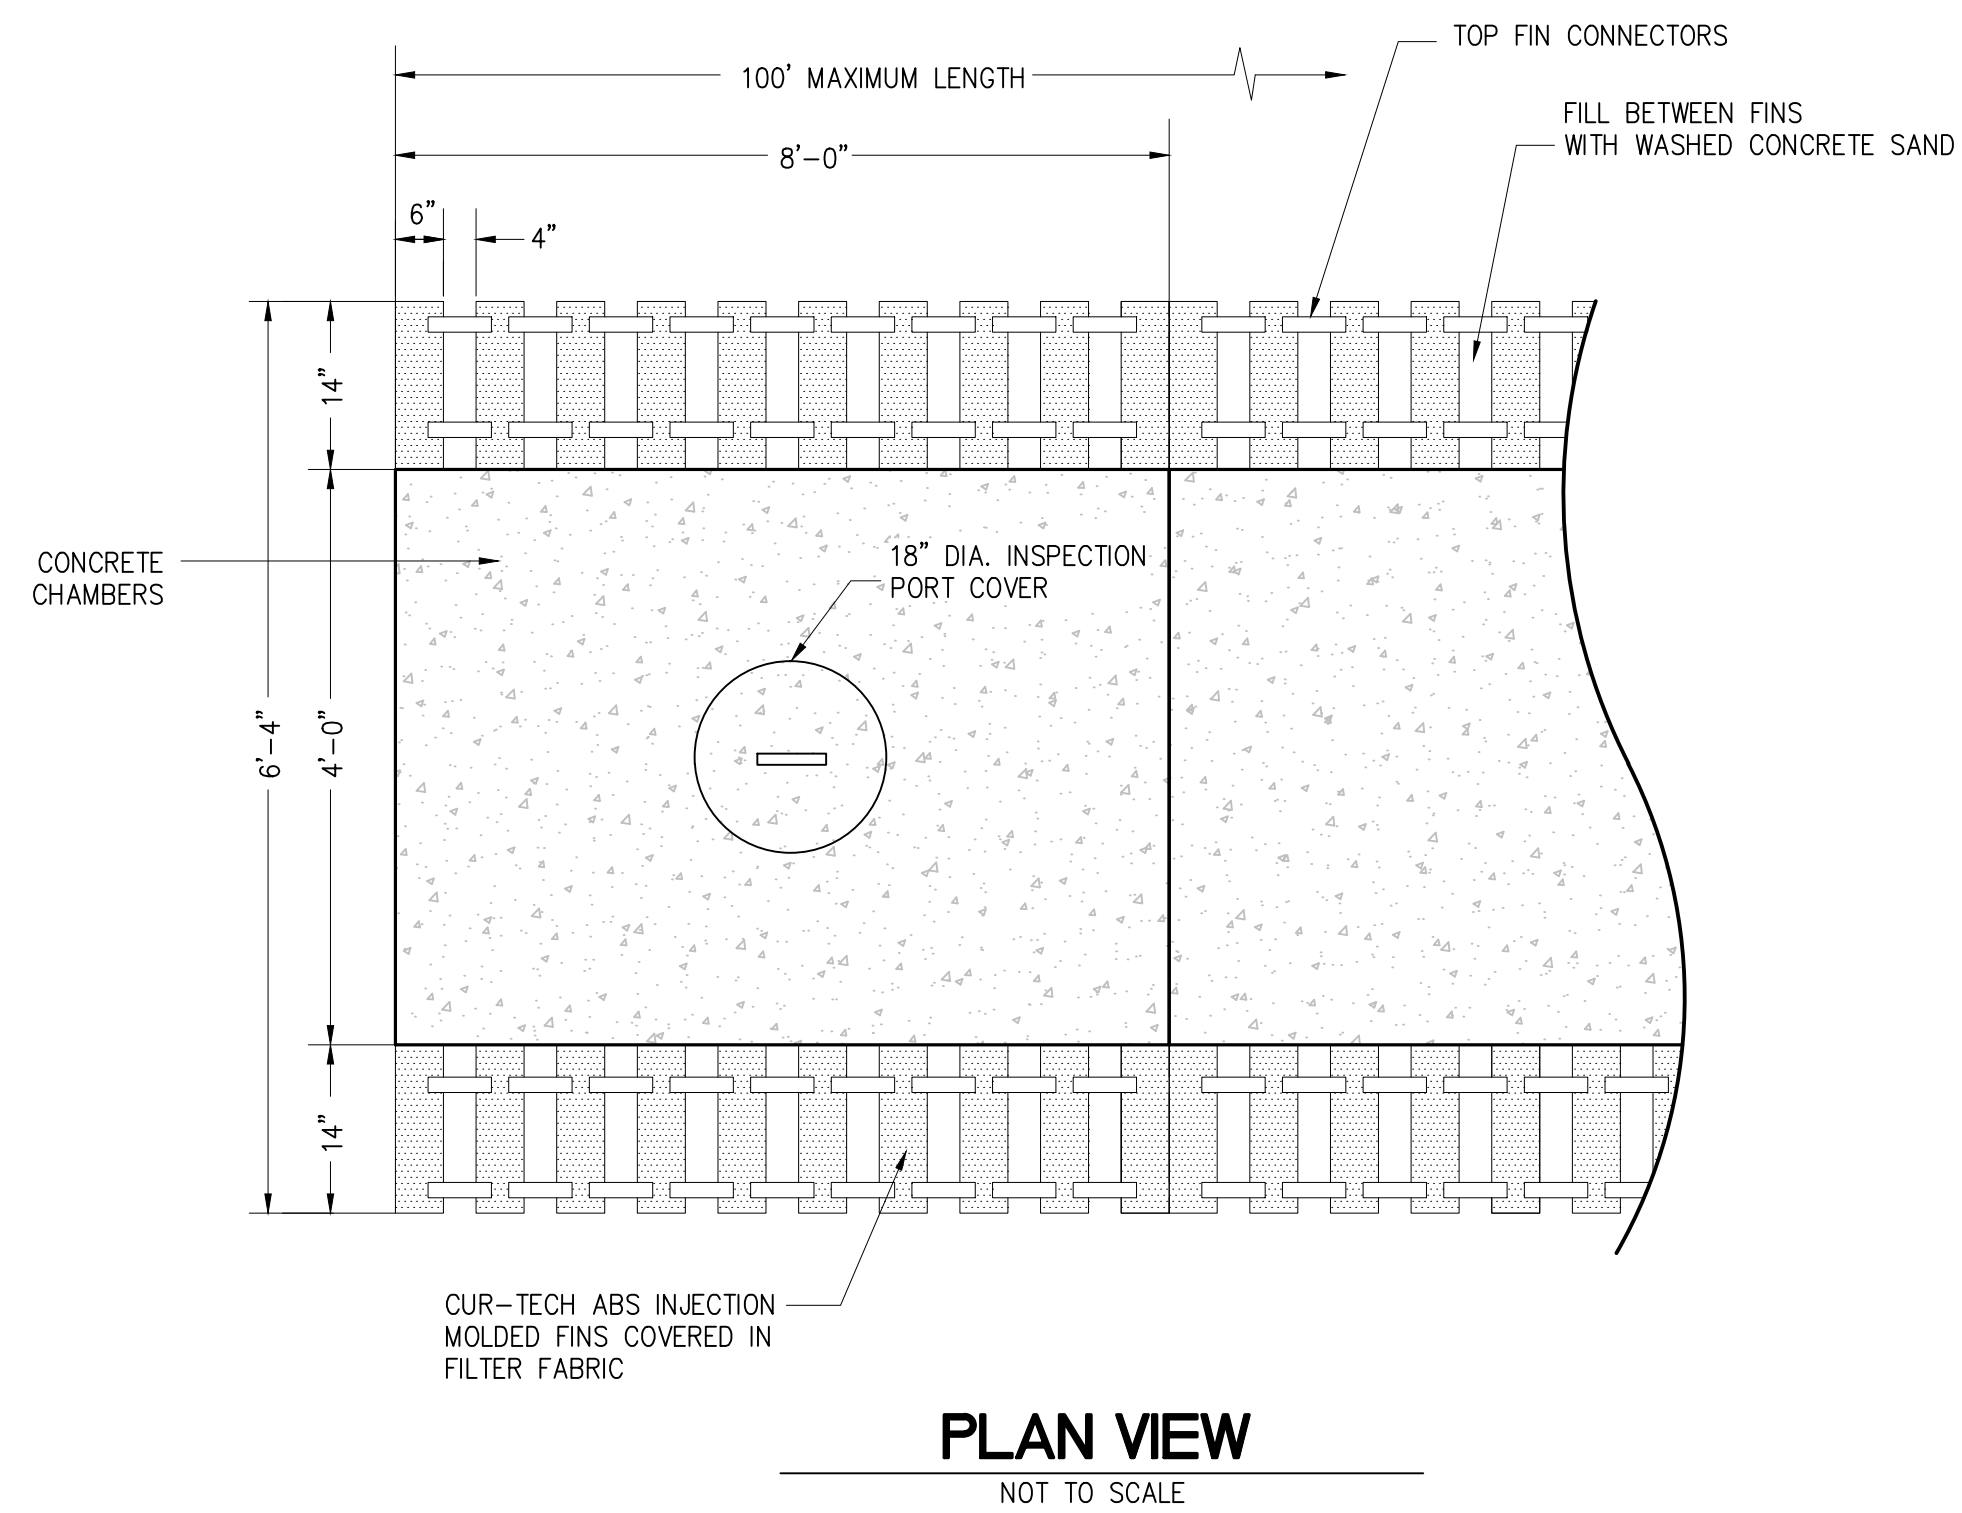 TOP FIN CONNECTORS
100' MAXIMUM LENGTH
FILL BETWEEN FINS
WITH WASHED CONCRETE SAND
8'-0"
6"
4"
14"
CONCRETE
CHAMBERS
18" DIA. INSPECTION
PORT COVER
6'-4"
4'-0"
14"
CUR-TECH ABS INJECTION
MOLDED FINS COVERED IN
FILTER FABRIC
PLAN VIEW
NOT TO SCALE